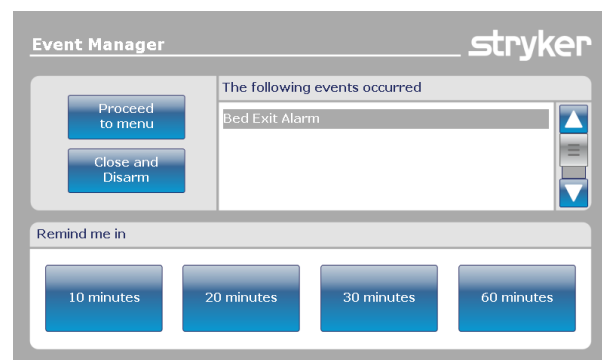 Event Manager
stryker
The following events occurred
Proceed
to menu
Bed Exit Alarm
Close and
Disarm
Remind me in
10 minutes
20 minutes
30 minutes
60 minutes